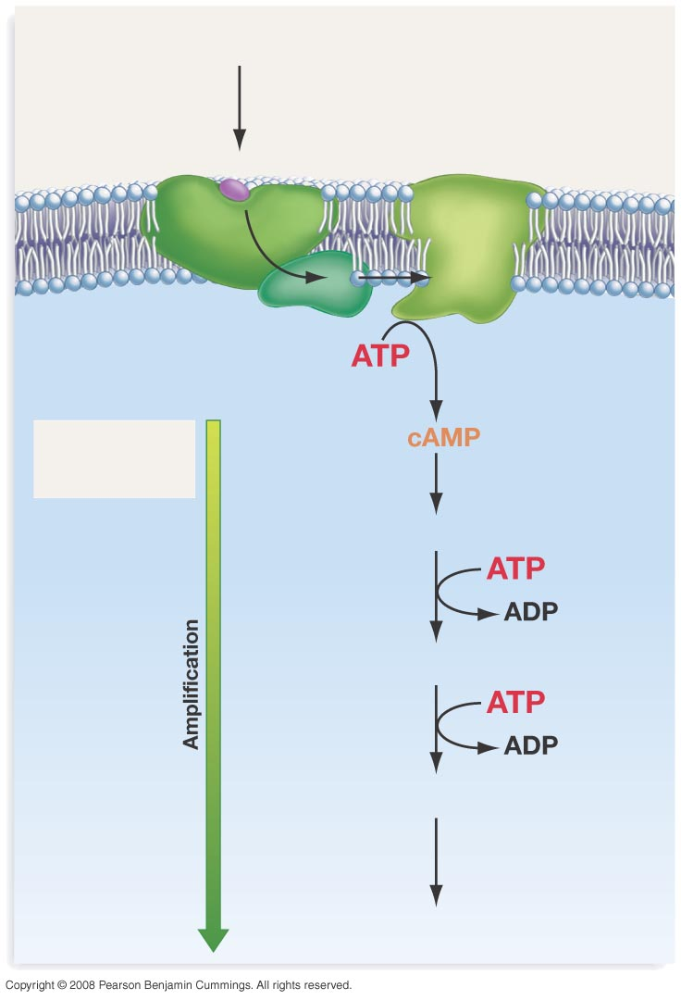 ATP
cAMP
ATP
ADP
Amplification
ATP
ADP
Copyright © 2008 Pearson Benjamin Cummings. All rights reserved.